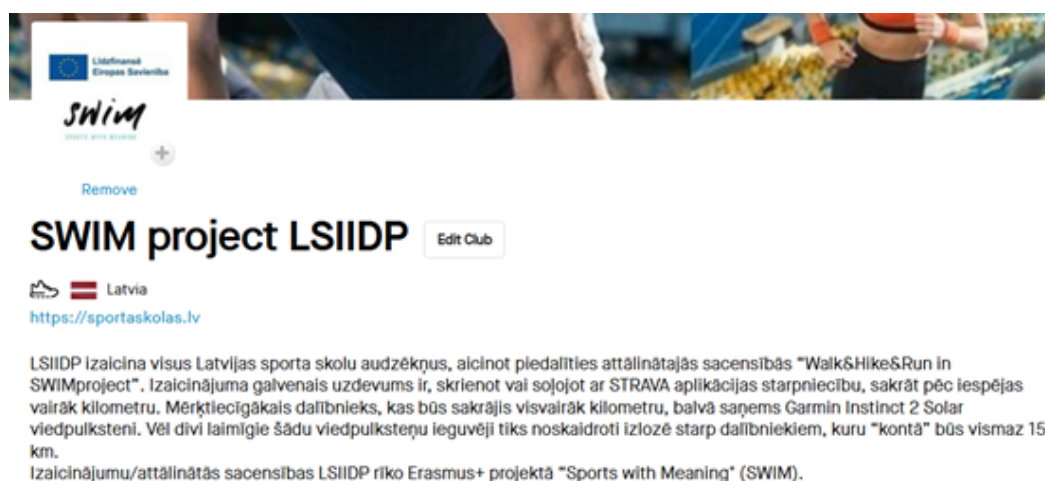 Līdzfinansē
Eiropas Savienība
swim
SPORTS WITH MEANING
Remove
SWIM project LSIIDP Edit Club
Latvia
https://sportaskolas.lv
LSIIDP izaicina visus Latvijas sporta skolu audzēkņus, aicinot piedalīties attālinātajās sacensībās “Walk&Hike&Run in
SWIMproject”. Izaicinājuma galvenais uzdevums ir, skrienot vai soļojot ar STRAVA aplikācijas starpniecību, sakrāt pēc iespējas
vairāk kilometru. Mērķtiecīgākais dalībnieks, kas būs sakrājis visvairāk kilometru, balvā saņems Garmin Instinct 2 Solar
viedpulksteni. Vēl divi laimīgie šādu viedpulksteņu ieguvēji tiks noskaidroti izlozē starp dalībniekiem, kuru “kontā” būs vismaz 15
km.
Izaicinājumu/attālinātās sacensības LSIIDP rīko Erasmus+ projektā “Sports with Meaning" (SWIM).